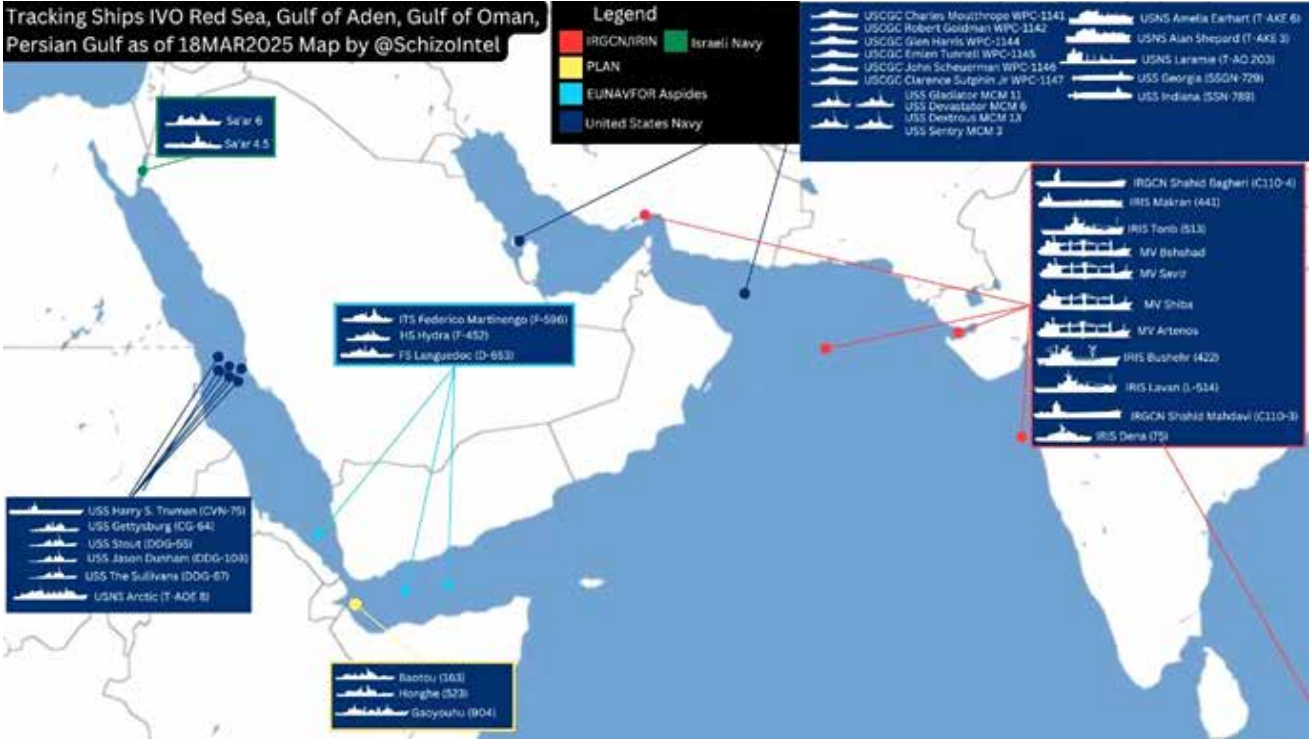 Tracking Ships IVO Red Sea, Gulf of Aden, Gulf of Oman,
Persian Gulf as of 18MAR2025 Map by @SchizoIntel
Legend
IRGCN/IRIN
Israeli Navy
PLAN
EUNAVFOR Aspides
United States Navy
USCGC Charles Moulthrope WPC-1141
USCGC Robert Goldman WPC-1142
USCGC Glen Harris WPC-1144
USCGC Emlen Tunnell WPC-1145
USCGC John Scheuerman WPC-1146
USCGC Clarence Sutphin Jr WPC-1147
USS Gladiator MCM 11
USS Devastator MCM 6
USS Dextrous MCM 13
USS Sentry MCM 3
USNS Amelia Earhart (T-AKE 6)
USNS Alan Shepard (T-AKE 3)
USNS Laramie (T-AO 203)
USS Georgia (SSGN-729)
USS Indiana (SSN-789)
Sa'ar 6
Sa'ar 4.5
IRGCN Shahid Bagheri (C110-4)
IRIS Makran (441)
IRIS Tonb (513)
MV Behshad
MV Saviz
MV Shiba
MV Artenos
IRIS Bushehr (422)
IRIS Lavan (L-514)
IRGCN Shahid Mahdavi (C110-3)
IRIS Dena (75)
ITS Federico Martinengo (F-596)
HS Hydra (F-452)
FS Languedoc (D-653)
USS Harry S. Truman (CVN-75)
USS Gettysburg (CG-64)
USS Stout (DDG-55)
USS Jason Dunham (DDG-109)
USS The Sullivans (DDG-67)
USNS Arctic (T-AOE 8)
Baotou (163)
Honghe (523)
Gaoyouhu (904)